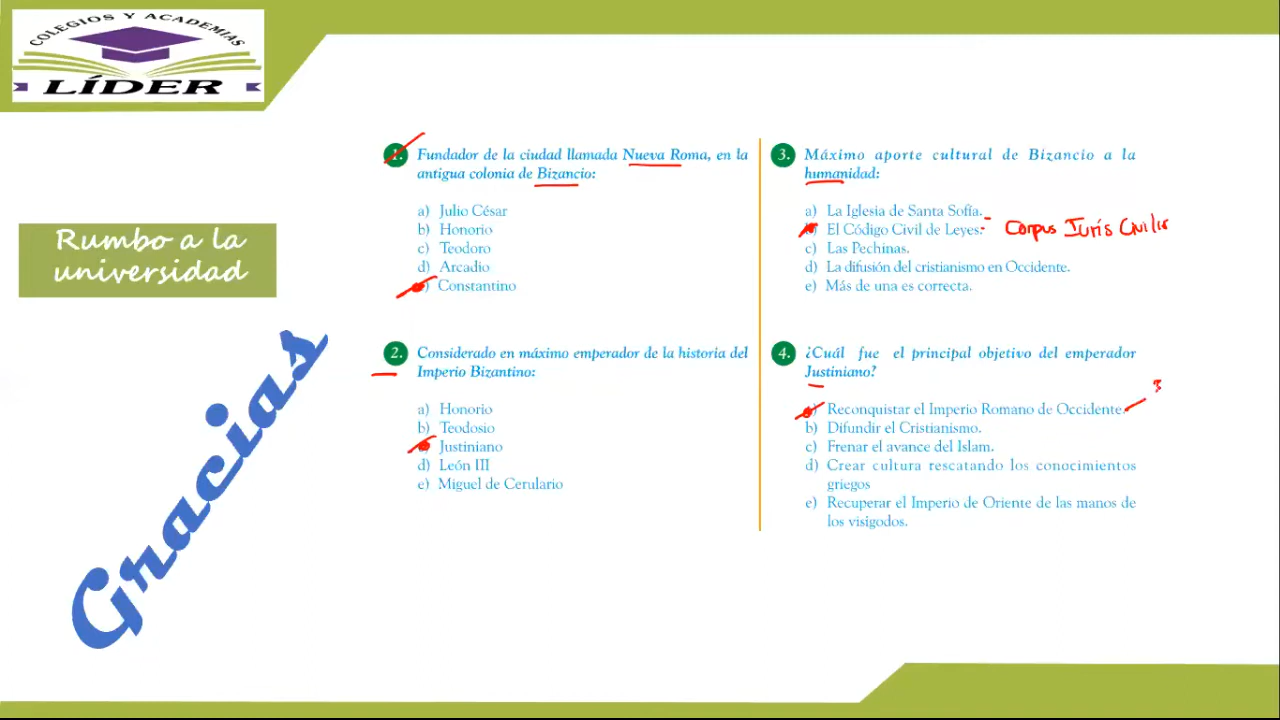 COLEGIOS Y ACADEMIAS
LÍDER
Rumbo a la
universidad
Gracias
1. Fundador de la ciudad llamada Nueva Roma, en la
antigua colonia de Bizancio:
a) Julio César
b) Honorio
c) Teodoro
d) Arcadio
) Constantino
2. Considerado en máximo emperador de la historia del
Imperio Bizantino:
a) Honorio
b) Teodosio
) Justiniano
d) León III
e) Miguel de Cerulario
3. Máximo aporte cultural de Bizancio a la
humanidad:
a) La Iglesia de Santa Soffa.
El Código Civil de Leyes. - Corpus Juris Civilis
c) Las Pechinas.
d) La difusión del cristianismo en Occidente.
e) Más de una es correcta.
4. ¿Cuál fue el principal objetivo del emperador
Justiniano?
) Reconquistar el Imperio Romano de Occidente.
b) Difundir el Cristianismo.
c) Frenar el avance del Islam.
d) Crear cultura rescatando los conocimientos
griegos
e) Recuperar el Imperio de Oriente de las manos de
los visigodos.